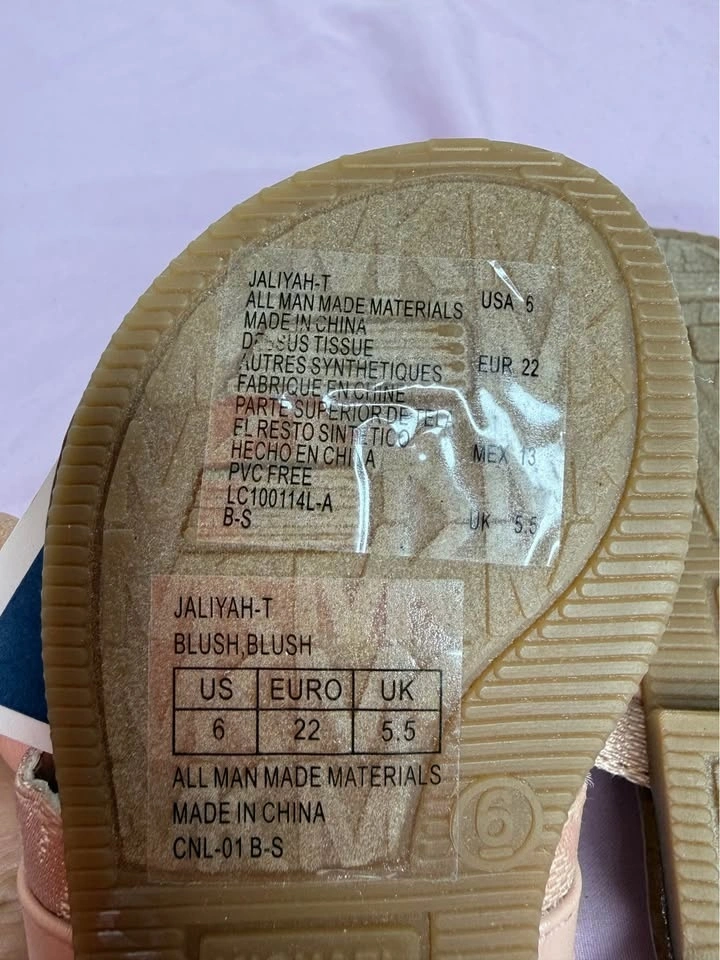 JALIYAH-T
ALL MAN MADE MATERIALS USA 6
MADE IN CHINA
DESSUS TISSUE
AUTRES SYNTHETIQUES EUR 22
FABRIQUE EN CHINE
PARTE SUPERIOR DE TELA
EL RESTO SINTETICO
HECHO EN CHINA MEX 13
PVC FREE
LC100114L-A
B-S UK 5.5
JALIYAH-T
BLUSH,BLUSH
US EURO UK
6 22 5.5
ALL MAN MADE MATERIALS
MADE IN CHINA
CNL-01 B-S
6